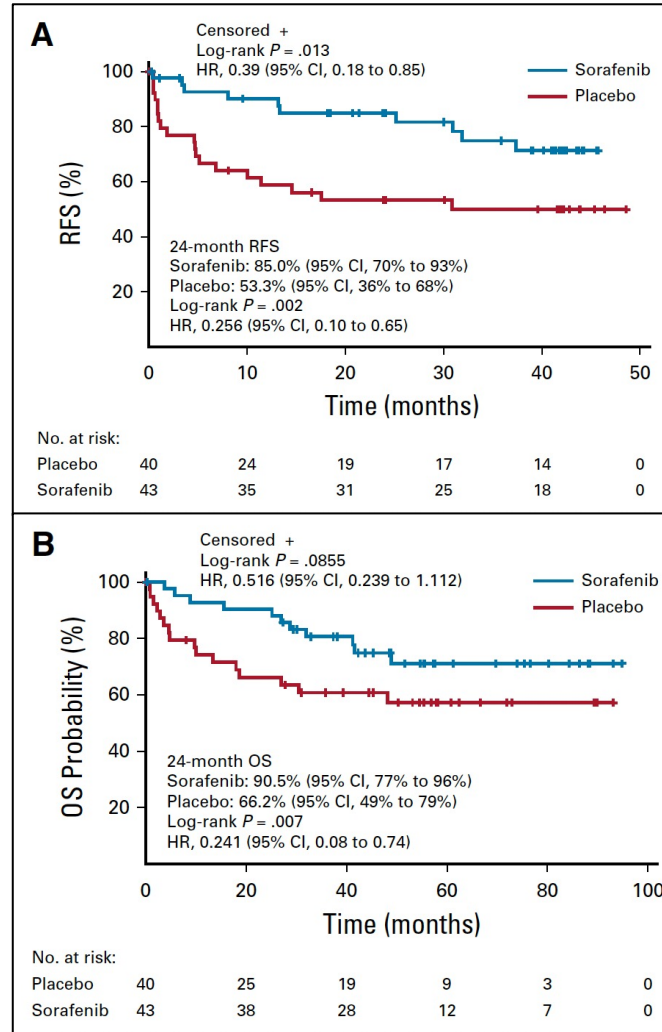 A
Censored +
Log-rank P = .013
HR, 0.39 (95% CI, 0.18 to 0.85)
Sorafenib
Placebo
100
80
60
40
20
RFS (%)
24-month RFS
Sorafenib: 85.0% (95% CI, 70% to 93%)
Placebo: 53.3% (95% CI, 36% to 68%)
Log-rank P = .002
HR, 0.256 (95% CI, 0.10 to 0.65)
0 10 20 30 40 50
Time (months)
No. at risk:
Placebo 40 24 19 17 14 0
Sorafenib 43 35 31 25 18 0
B
Censored +
Log-rank P = .0855
HR, 0.516 (95% CI, 0.239 to 1.112)
Sorafenib
Placebo
100
80
60
40
20
OS Probability (%)
24-month OS
Sorafenib: 90.5% (95% CI, 77% to 96%)
Placebo: 66.2% (95% CI, 49% to 79%)
Log-rank P = .007
HR, 0.241 (95% CI, 0.08 to 0.74)
0 20 40 60 80 100
Time (months)
No. at risk:
Placebo 40 25 19 9 3 0
Sorafenib 43 38 28 12 7 0